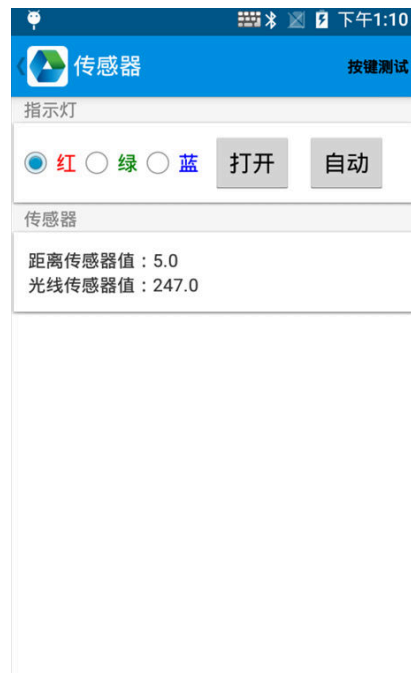 下午1:10
传感器
按键测试
指示灯
红 绿 蓝 打开 自动
传感器
距离传感器值：5.0
光线传感器值：247.0